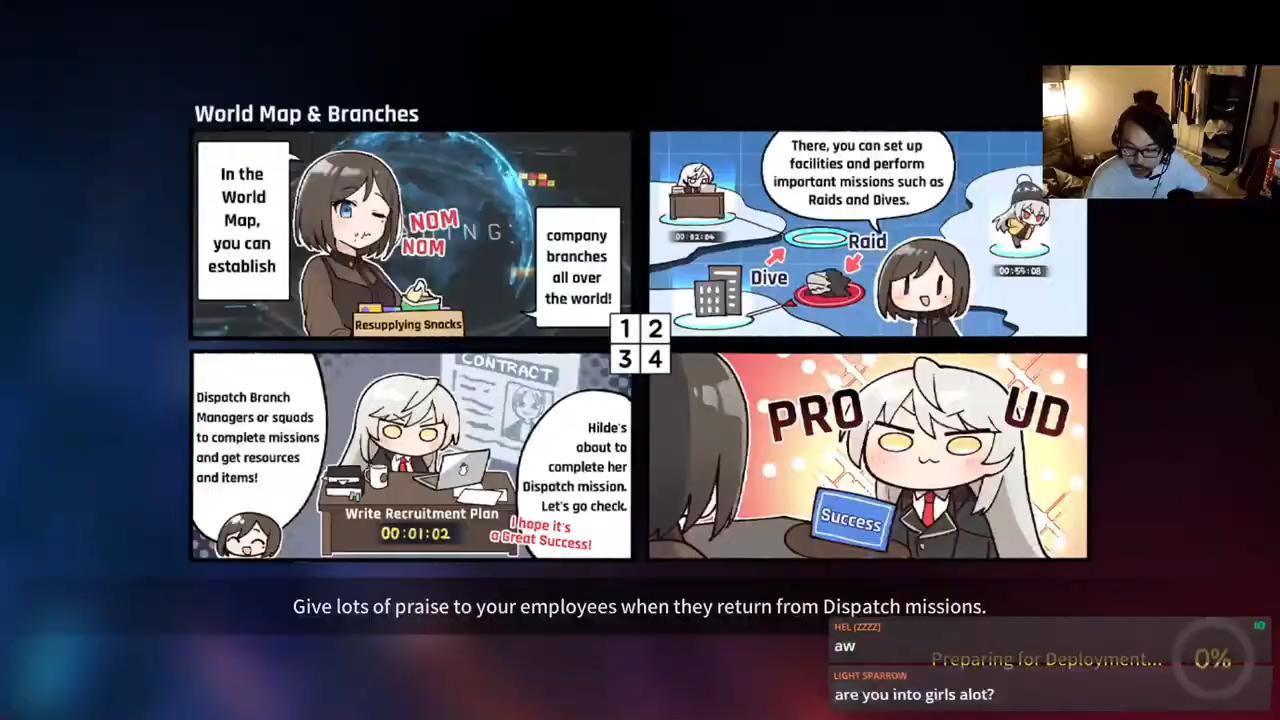 World Map & Branches
In the
World
Map,
you can
establish
NOM
NOM
company
branches
all over
the world!
Resupplying Snacks
There, you can set up
facilities and perform
important missions such as
Raids and Dives.
00:02:04
Raid
Dive
00:55:08
1 2
3 4
Dispatch Branch
Managers or squads
to complete missions
and get resources
and items!
CONTRACT
Hilde's
about to
complete her
Dispatch mission.
Let's go check.
I hope it's
a Great Success!
Write Recruitment Plan
00:01:02
PROUD
Success
Give lots of praise to your employees when they return from Dispatch missions.
HEL (ZZZZ)
aw
Preparing for Deployment... 0%
LIGHT SPARROW
are you into girls alot?